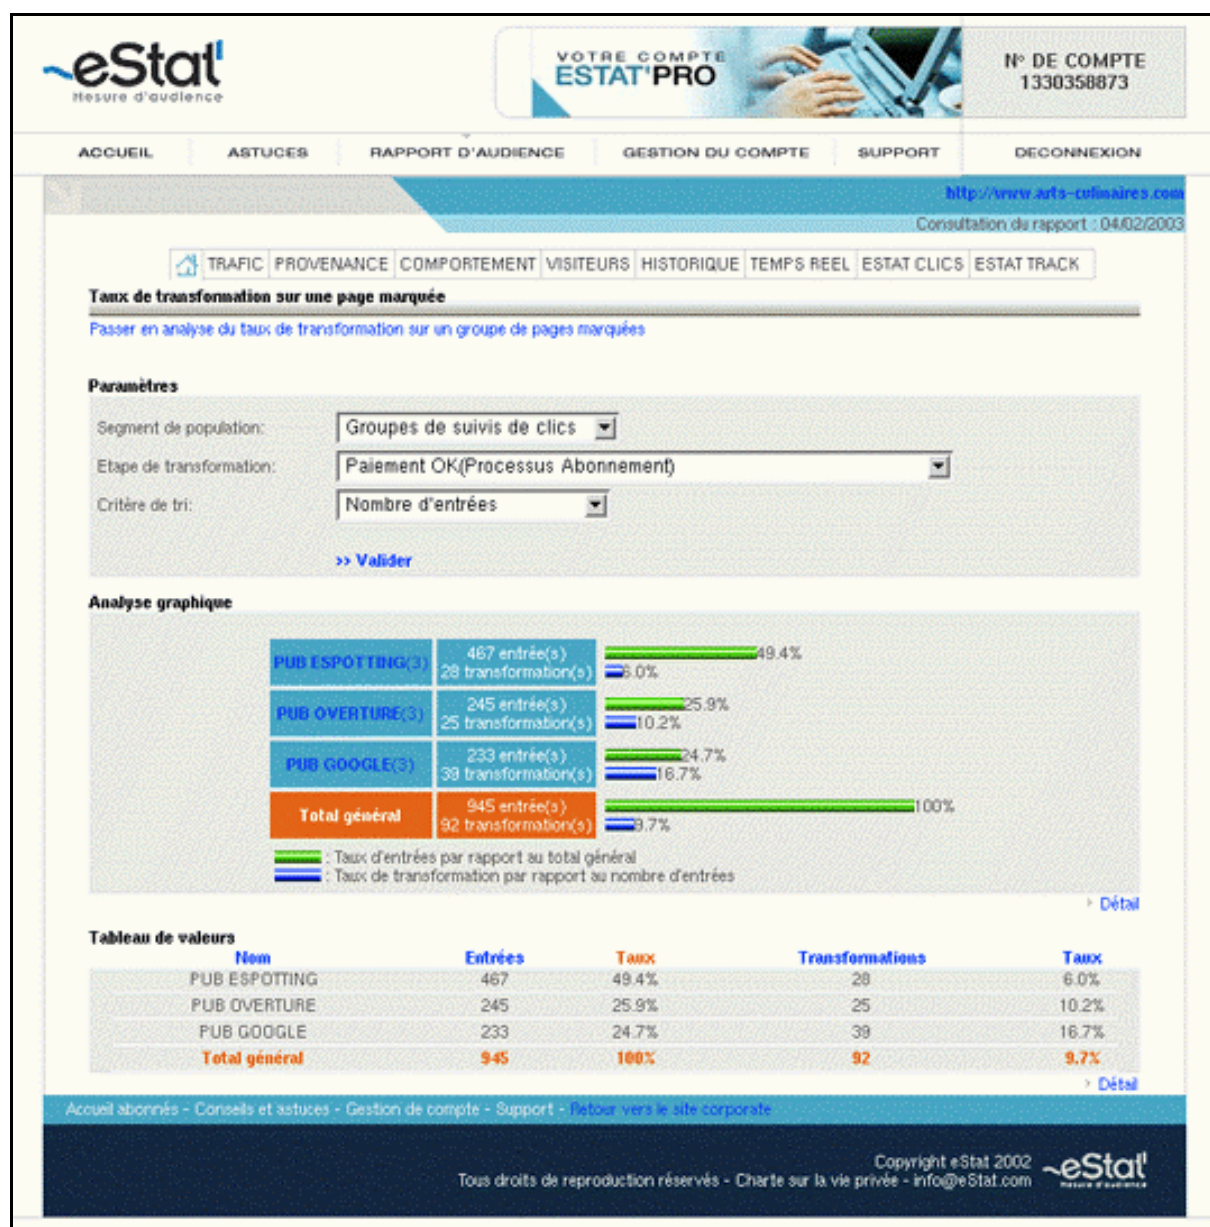 eStat'
Mesure d'audience
VOTRE COMPTE
ESTAT'PRO
N° DE COMPTE
1330358873
ACCUEIL ASTUCES RAPPORT D'AUDIENCE GESTION DU COMPTE SUPPORT DECONNEXION
http://www.arts-culinaires.com
Consultation du rapport : 04/02/2003
TRAFIC PROVENANCE COMPORTEMENT VISITEURS HISTORIQUE TEMPS REEL ESTAT CLICS ESTAT TRACK
Taux de transformation sur une page marquée
Passer en analyse du taux de transformation sur un groupe de pages marquées
Paramètres
Segment de population: Groupes de suivis de clics
Etape de transformation: Paiement OK(Processus Abonnement)
Critère de tri: Nombre d'entrées
>> Valider
Analyse graphique
PUB ESPOTTING(3) 467 entrée(s) 49.4%
28 transformation(s) 6.0%
PUB OVERTURE(3) 245 entrée(s) 25.9%
25 transformation(s) 10.2%
PUB GOOGLE(3) 233 entrée(s) 24.7%
39 transformation(s) 16.7%
Total général 945 entrée(s) 100%
92 transformation(s) 9.7%
: Taux d'entrées par rapport au total général
: Taux de transformation par rapport au nombre d'entrées
Détail
Tableau de valeurs
Nom Entrées Taux Transformations Taux
PUB ESPOTTING 467 49.4% 28 6.0%
PUB OVERTURE 245 25.9% 25 10.2%
PUB GOOGLE 233 24.7% 39 16.7%
Total général 945 100% 92 9.7%
Détail
Accueil abonnés - Conseils et astuces - Gestion de compte - Support - Retour vers le site corporate
Copyright eStat 2002
Tous droits de reproduction réservés - Charte sur la vie privée - info@eStat.com
eStat'
Mesure d'audience